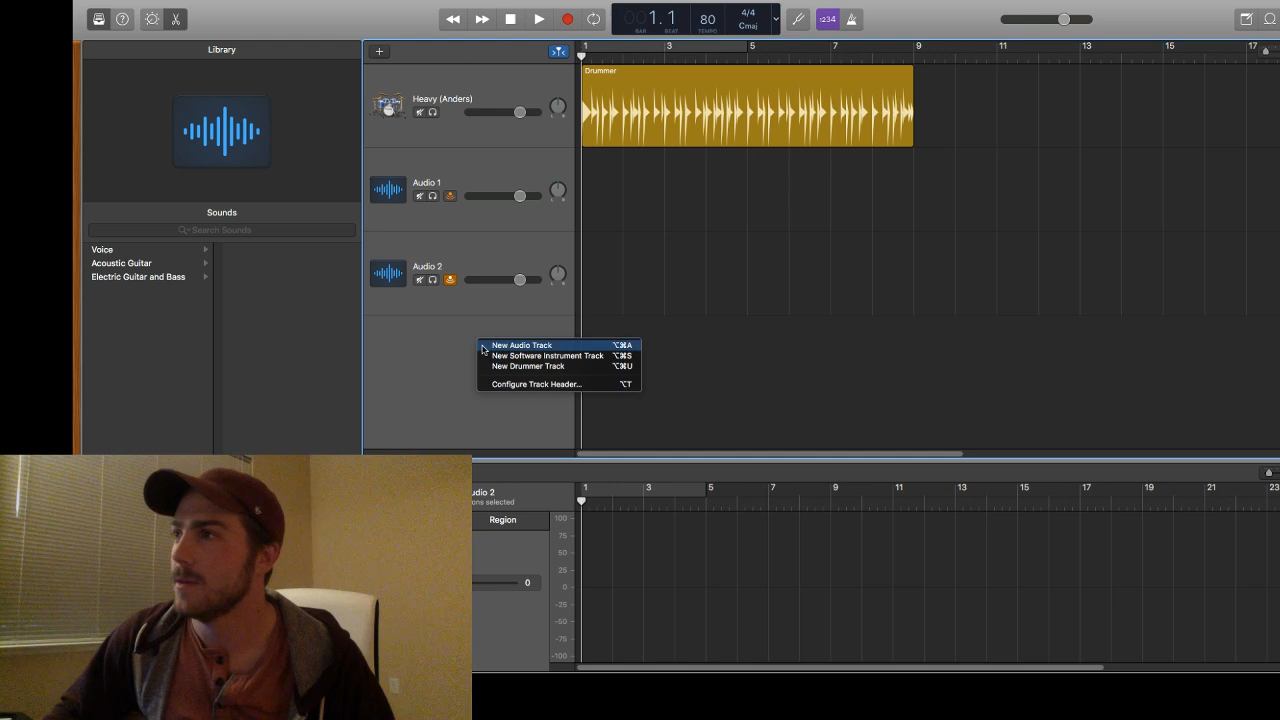 1.1
BAR BEAT
80
TEMPO
4/4
Cmaj
1234
Library
Sounds
Search Sounds
Voice
Acoustic Guitar
Electric Guitar and Bass
1 3 5 7 9 11 13 15 17
Heavy (Anders)
Drummer
Audio 1
Audio 2
New Audio Track ⌥⌘A
New Software Instrument Track ⌥⌘S
New Drummer Track ⌥⌘U
Configure Track Header... ⌥T
udio 2
ons selected
Region
0
1 3 5 7 9 11 13 15 17 19 21 23
100
75
50
25
0
-25
-50
-75
-100